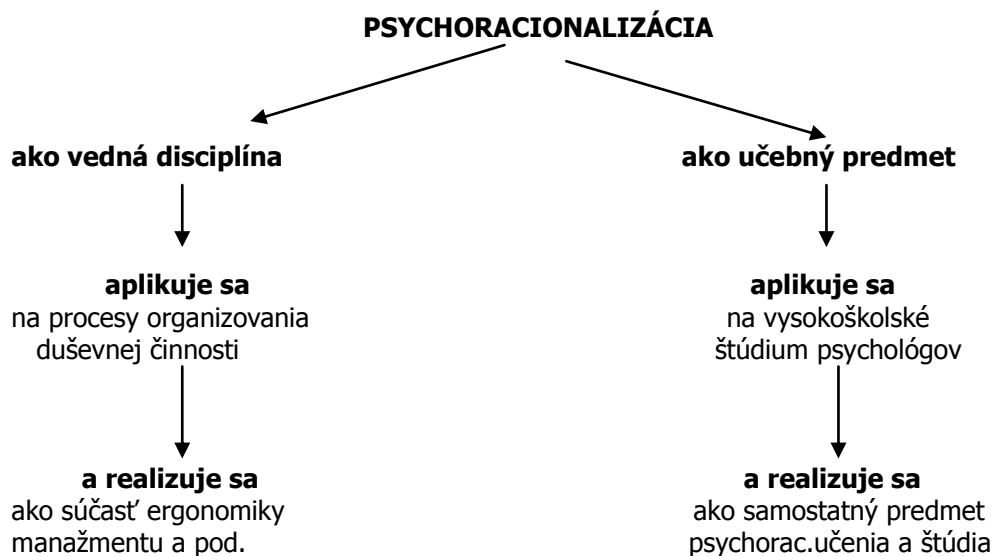 PSYCHORACIONALIZÁCIA
ako vedná disciplína
ako učebný predmet
aplikuje sa
na procesy organizovania
duševnej činnosti
aplikuje sa
na vysokoškolské
štúdium psychológov
a realizuje sa
ako súčasť ergonomiky
manažmentu a pod.
a realizuje sa
ako samostatný predmet
psychorac.učenia a štúdia